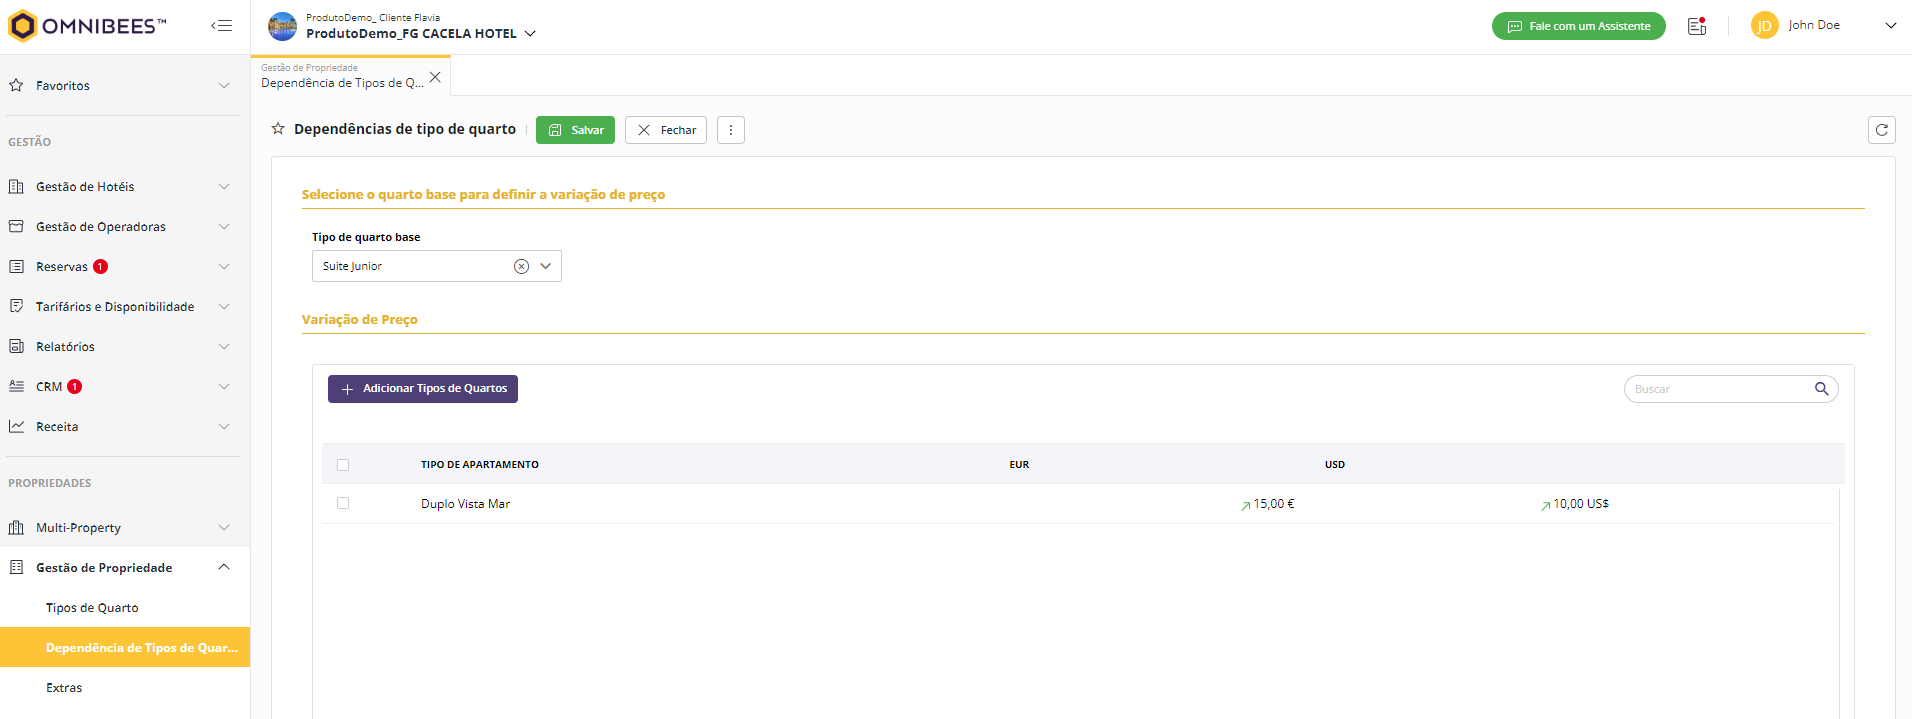 OMNIBEES™
ProdutoDemo_ Cliente Flavia
ProdutoDemo_FG CACELA HOTEL
Fale com um Assistente
JD
John Doe
Gestão de Propriedade
Dependência de Tipos de Q...
Favoritos
GESTÃO
Gestão de Hotéis
Gestão de Operadoras
Reservas 1
Tarifários e Disponibilidade
Relatórios
CRM 1
Receita
PROPRIEDADES
Multi-Property
Gestão de Propriedade
Tipos de Quarto
Dependência de Tipos de Quar...
Extras
Dependências de tipo de quarto
Salvar
Fechar
Selecione o quarto base para definir a variação de preço
Tipo de quarto base
Suite Junior
Variação de Preço
Adicionar Tipos de Quartos
Buscar
TIPO DE APARTAMENTO EUR USD
Duplo Vista Mar 15,00 € 10,00 US$